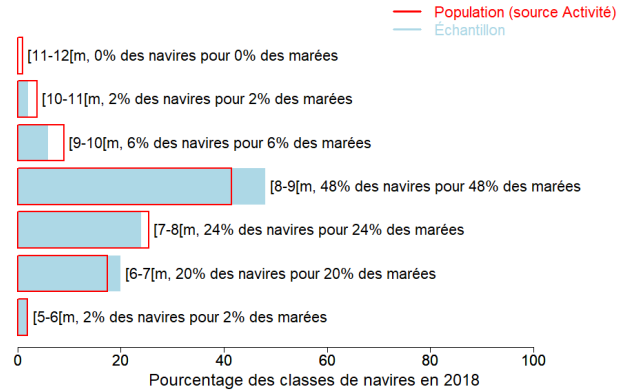 Population (source Activité)
Échantillon
[11-12[m, 0% des navires pour 0% des marées
[10-11[m, 2% des navires pour 2% des marées
[9-10[m, 6% des navires pour 6% des marées
[8-9[m, 48% des navires pour 48% des marées
[7-8[m, 24% des navires pour 24% des marées
[6-7[m, 20% des navires pour 20% des marées
[5-6[m, 2% des navires pour 2% des marées
0 20 40 60 80 100
Pourcentage des classes de navires en 2018